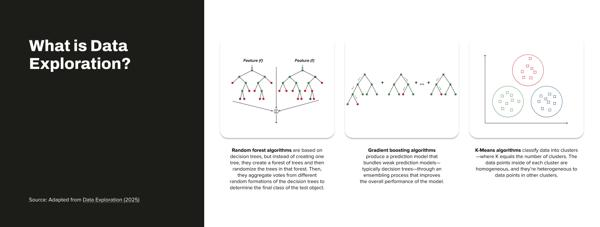 What is Data
Exploration?
Feature (f)
Feature (f)
Random forest algorithms are based on
decision trees, but instead of creating one
tree, they create a forest of trees and then
randomize the trees in that forest. Then,
they aggregate votes from different
random formations of the decision trees to
determine the final class of the test object.
Gradient boosting algorithms
produce a prediction model that
bundles weak prediction models—
typically decision trees—through an
ensembling process that improves
the overall performance of the model.
K-Means algorithms classify data into clusters
—where K equals the number of clusters. The
data points inside of each cluster are
homogeneous, and they're heterogeneous to
data points in other clusters.
Source: Adapted from Data Exploration (2025)